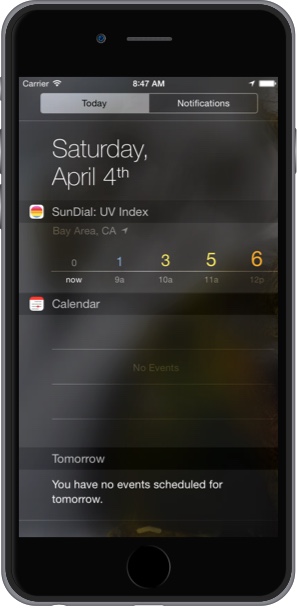 Carrier 8:47 AM
Today Notifications
Saturday,
April 4th
SunDial: UV Index
Bay Area, CA
0 1 3 5 6
now 9a 10a 11a 12p
Calendar
No Events
Tomorrow
You have no events scheduled for
tomorrow.